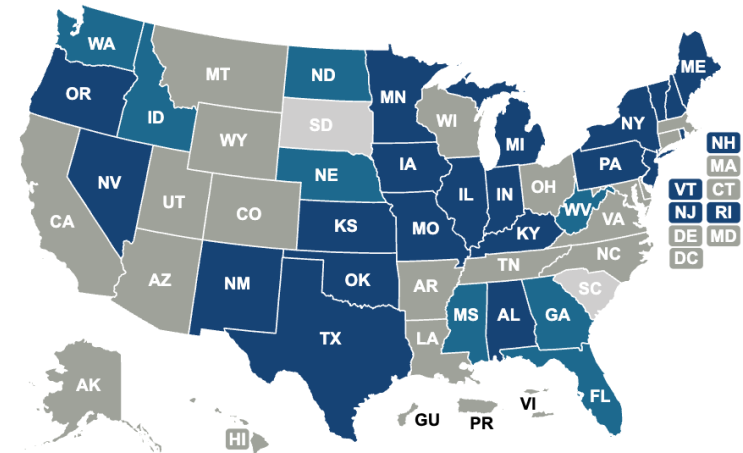 WA
ME
MT
ND
OR
MN
ID
SD
WI
NY
WY
MI
NH
NE
IA
PA
MA
NV
IL
IN
OH
VT
CT
UT
CO
WV
NJ
RI
CA
KS
MO
KY
VA
DE
MD
NC
DC
AZ
NM
OK
AR
TN
SC
MS
AL
GA
TX
LA
AK
FL
HI
GU
PR
VI